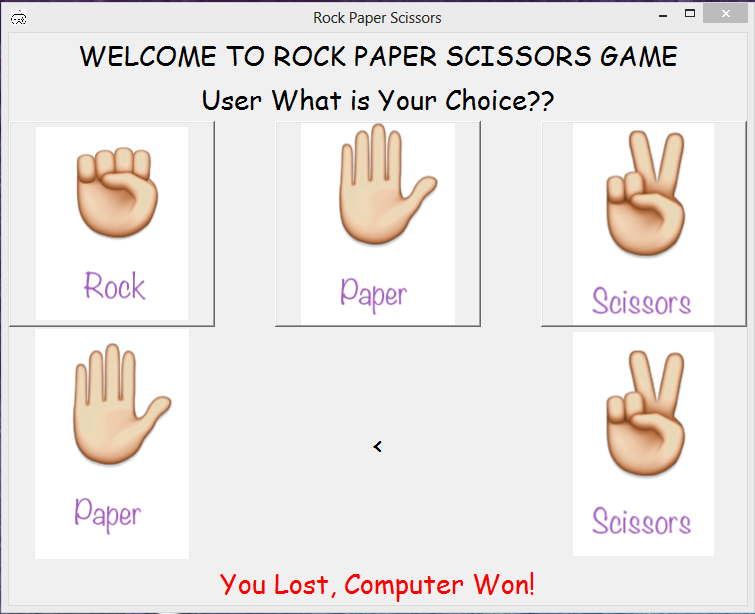 Rock Paper Scissors
WELCOME TO ROCK PAPER SCISSORS GAME
User What is Your Choice??
Rock
Paper
Scissors
Paper
<
Scissors
You Lost, Computer Won!